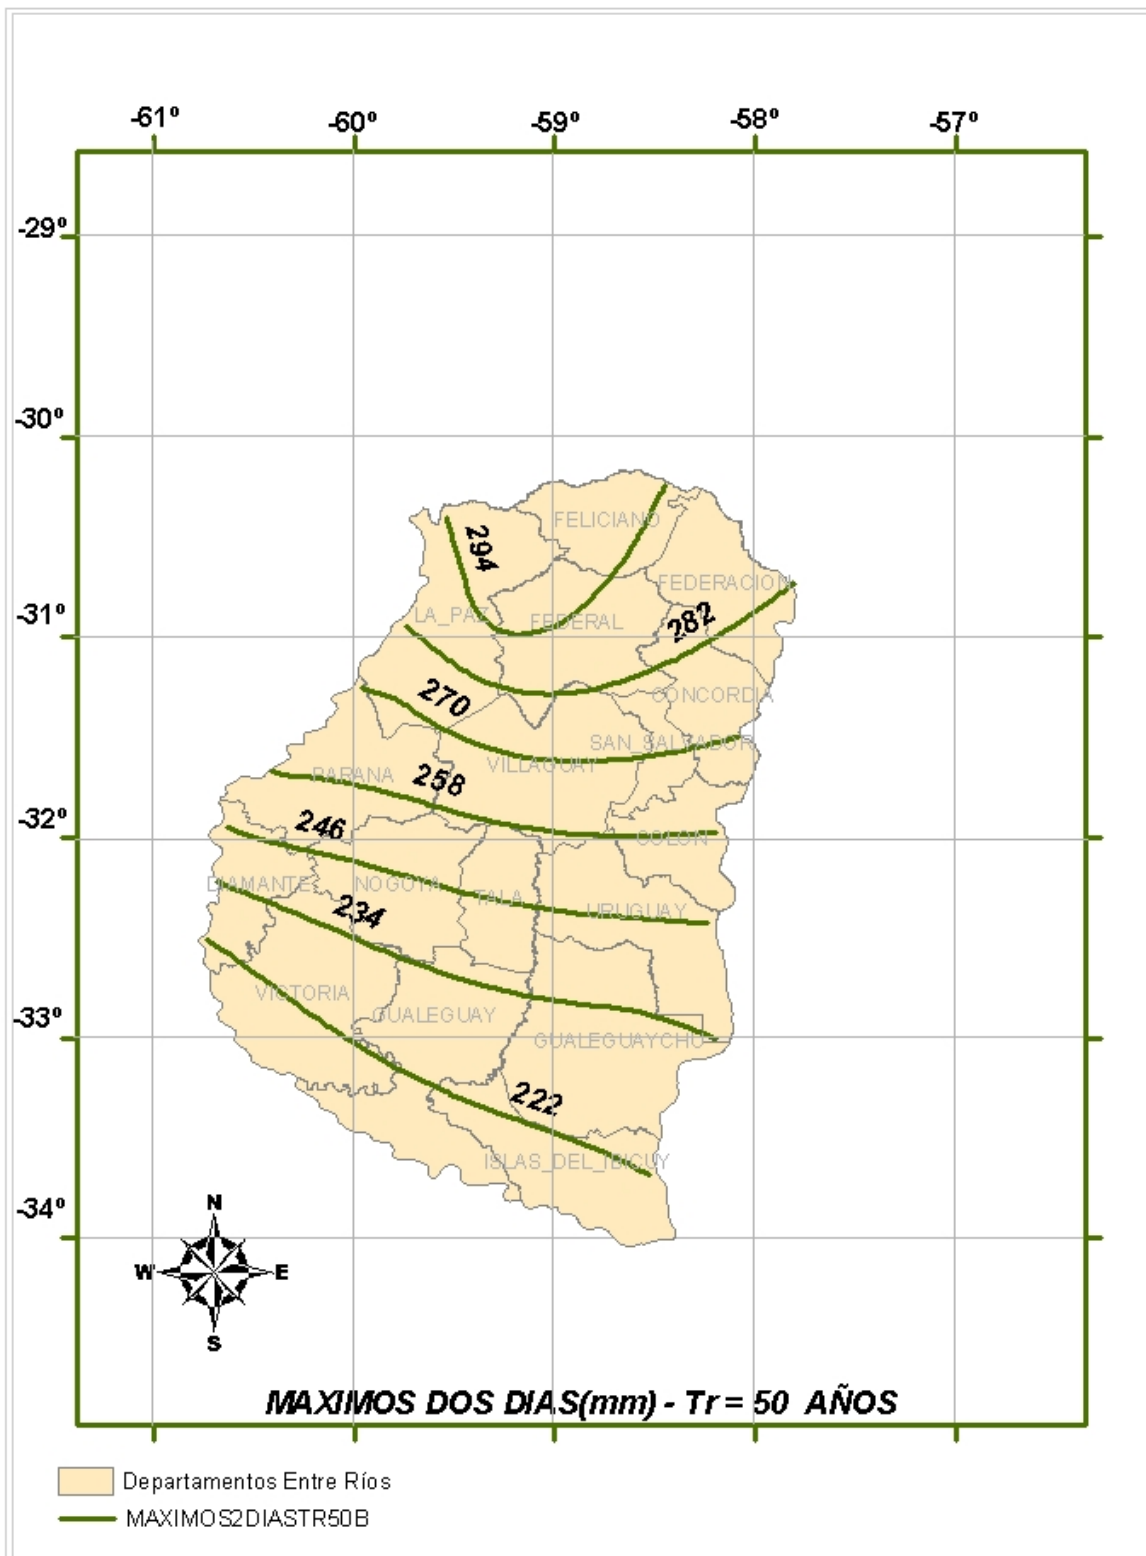 -61º -60º -59º -58º -57º
-29º
-30º
FELICIANO
294
FEDERACION
-31º
LA_PAZ
FEDERAL
282
270
CONCORDIA
SAN_SALVADOR
VILLAGUAY
PARANA
258
-32º
246
COLON
DIAMANTE
NOGOYA
TALA
234
URUGUAY
VICTORIA
-33º
GUALEGUAY
GUALEGUAYCHU
222
ISLAS_DEL_IBICUY
-34º
N
W E
S
MAXIMOS DOS DIAS(mm) - Tr = 50 AÑOS
Departamentos Entre Ríos
MAXIMOS2DIASTR50B